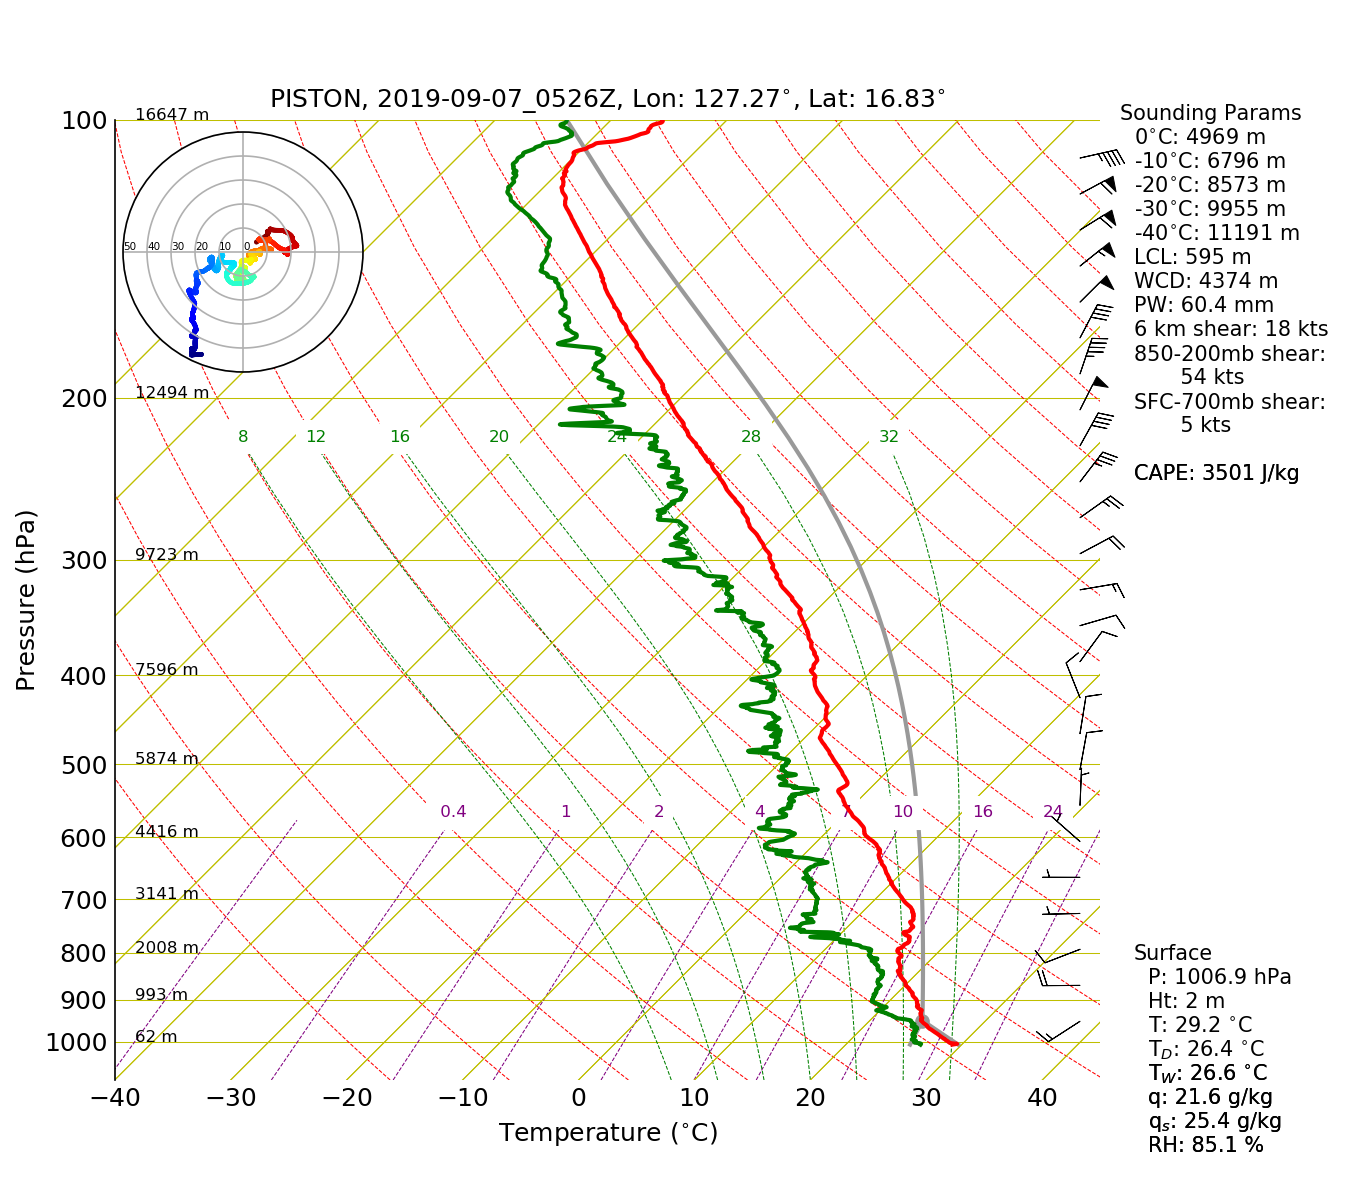 PISTON, 2019-09-07_0526Z, Lon: 127.27°, Lat: 16.83°
Pressure (hPa)
100
200
300
400
500
600
700
800
900
1000
16647 m
12494 m
9723 m
7596 m
5874 m
4416 m
3141 m
2008 m
993 m
62 m
50 40 30 20 10 0
8 12 16 20 24 28 32
0.4 1 2 4 7 10 16 24
−40 −30 −20 −10 0 10 20 30 40
Temperature (°C)
Sounding Params
0°C: 4969 m
-10°C: 6796 m
-20°C: 8573 m
-30°C: 9955 m
-40°C: 11191 m
LCL: 595 m
WCD: 4374 m
PW: 60.4 mm
6 km shear: 18 kts
850-200mb shear:
54 kts
SFC-700mb shear:
5 kts
CAPE: 3501 J/kg
Surface
P: 1006.9 hPa
Ht: 2 m
T: 29.2 °C
T_D: 26.4 °C
T_W: 26.6 °C
q: 21.6 g/kg
q_s: 25.4 g/kg
RH: 85.1 %